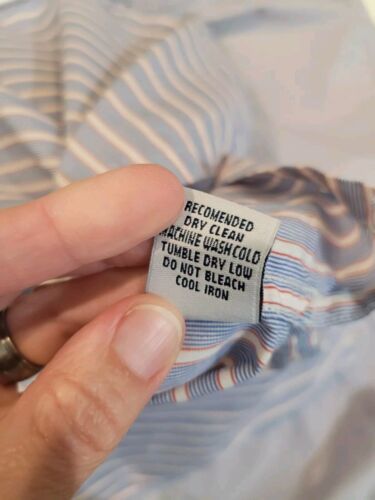 RECOMENDED
DRY CLEAN
MACHINE WASH COLD
TUMBLE DRY LOW
DO NOT BLEACH
COOL IRON